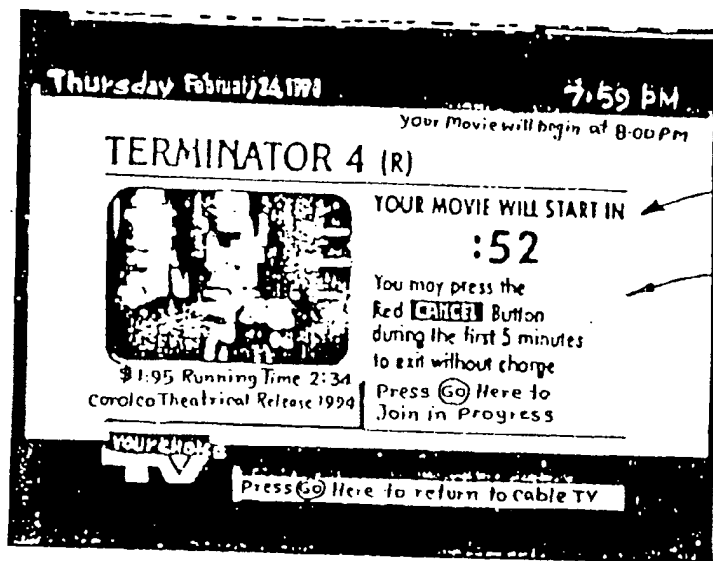 Thursday February 24, 199
7:59 PM
Your Movie will begin at 8:00 PM
TERMINATOR 4 (R)
YOUR MOVIE WILL START IN
:52
You may press the
Red CANCEL Button
during the first 5 minutes
to exit without charge
$1.95 Running Time 2:34
Carolco Theatrical Release 1994
Press Go Here to
Join in Progress
YOUR CHOICE
TV
Press Go Here to return to cable TV